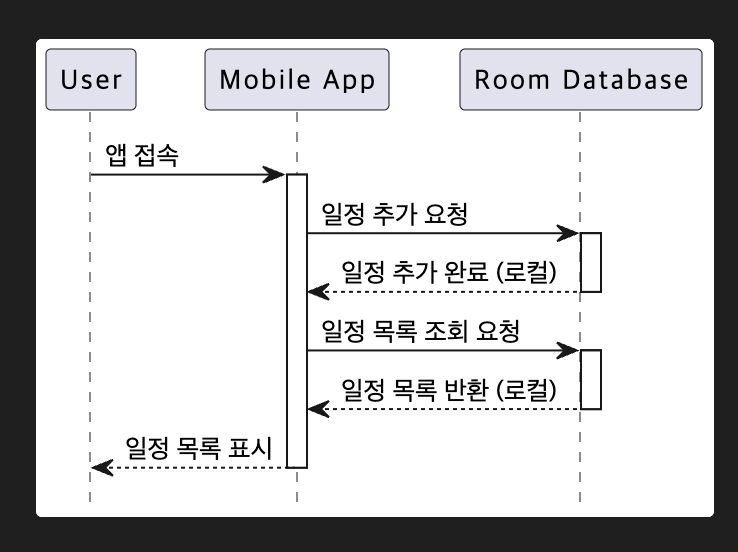 User
Mobile App
Room Database
앱 접속
일정 추가 요청
일정 추가 완료 (로컬)
일정 목록 조회 요청
일정 목록 반환 (로컬)
일정 목록 표시